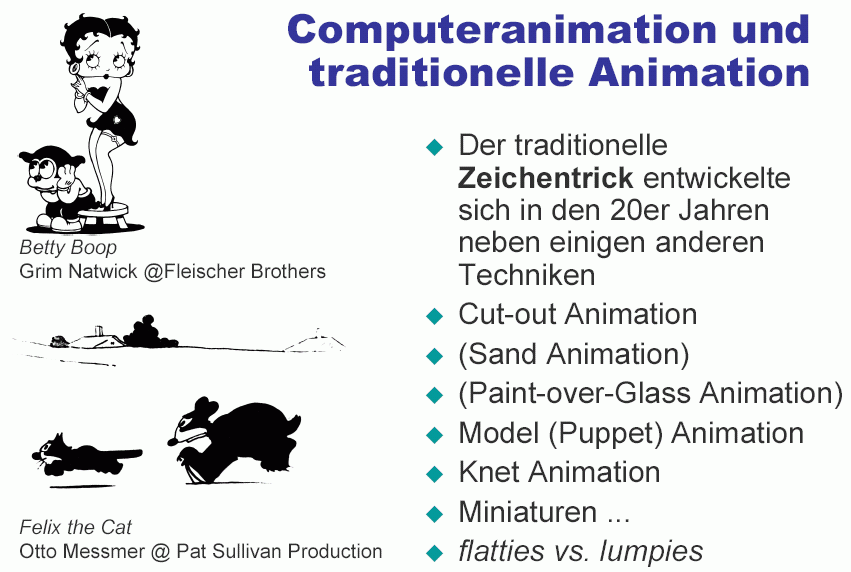 Computeranimation und
traditionelle Animation
Betty Boop
Grim Natwick @Fleischer Brothers
Felix the Cat
Otto Messmer @ Pat Sullivan Production
Der traditionelle
Zeichentrick entwickelte
sich in den 20er Jahren
neben einigen anderen
Techniken
Cut-out Animation
(Sand Animation)
(Paint-over-Glass Animation)
Model (Puppet) Animation
Knet Animation
Miniaturen ...
flatties vs. lumpies